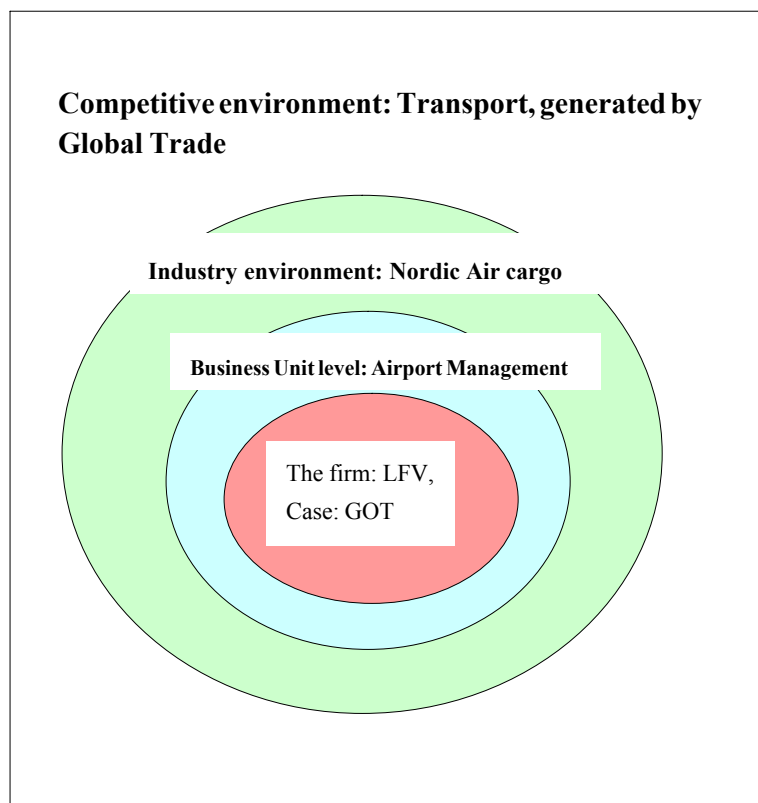 Competitive environment: Transport, generated by
Global Trade
Industry environment: Nordic Air cargo
Business Unit level: Airport Management
The firm: LFV,
Case: GOT